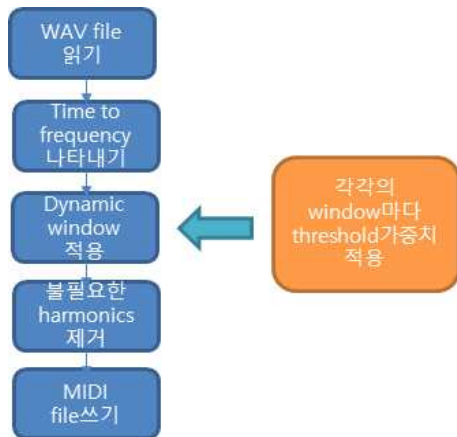 WAV file
읽기
Time to
frequency
나타내기
Dynamic
window
적용
각각의
window마다
threshold가중치
적용
불필요한
harmonics
제거
MIDI
file쓰기